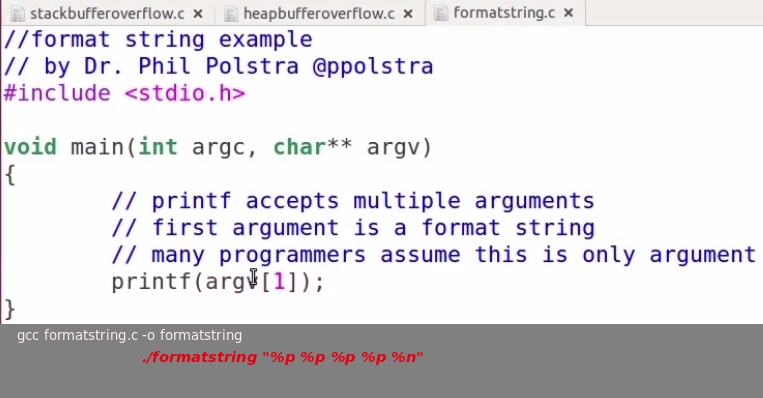 stackbufferoverflow.c × heapbufferoverflow.c × formatstring.c ×
//format string example
// by Dr. Phil Polstra @ppolstra
#include <stdio.h>
void main(int argc, char** argv)
{
// printf accepts multiple arguments
// first argument is a format string
// many programmers assume this is only argument
printf(argv[1]);
}
gcc formatstring.c -o formatstring
./formatstring "%p %p %p %p %n"